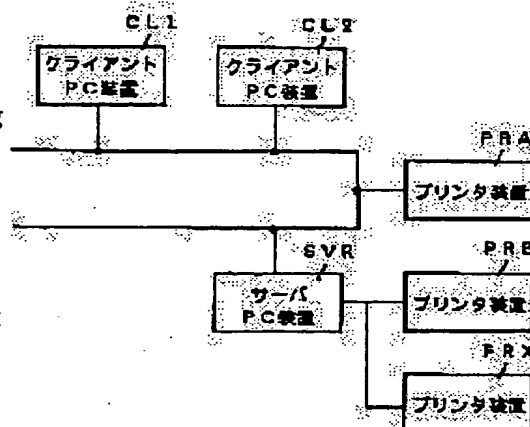 CL1
CL2
クライアント
PC装置
クライアント
PC装置
PRA
プリンタ装置
SVR
サーバ
PC装置
PRB
プリンタ装置
PRX
プリンタ装置